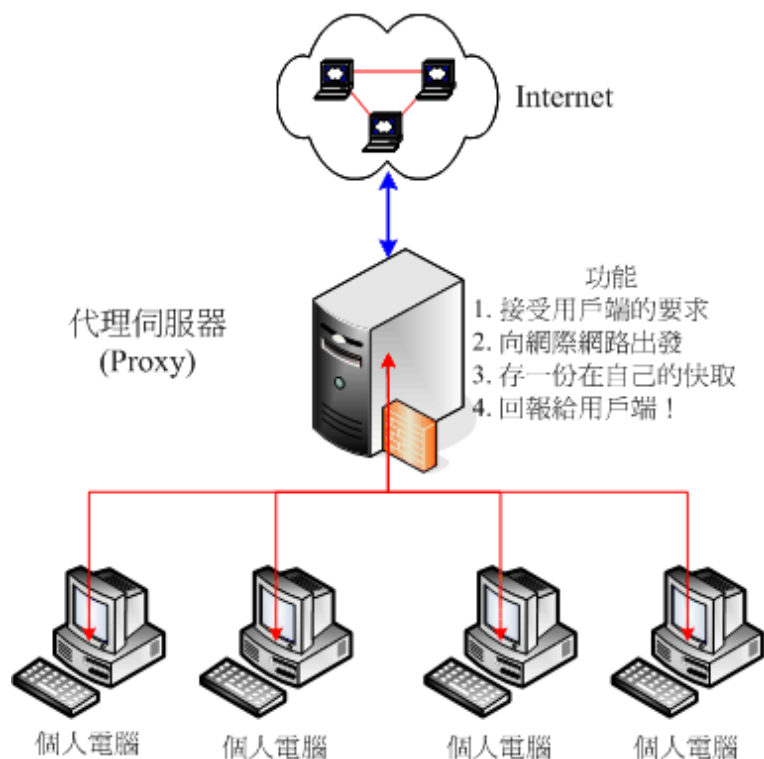 Internet
代理伺服器
(Proxy)
功能
1. 接受用戶端的要求
2. 向網際網路出發
3. 存一份在自己的快取
4. 回報給用戶端！
個人電腦
個人電腦
個人電腦
個人電腦